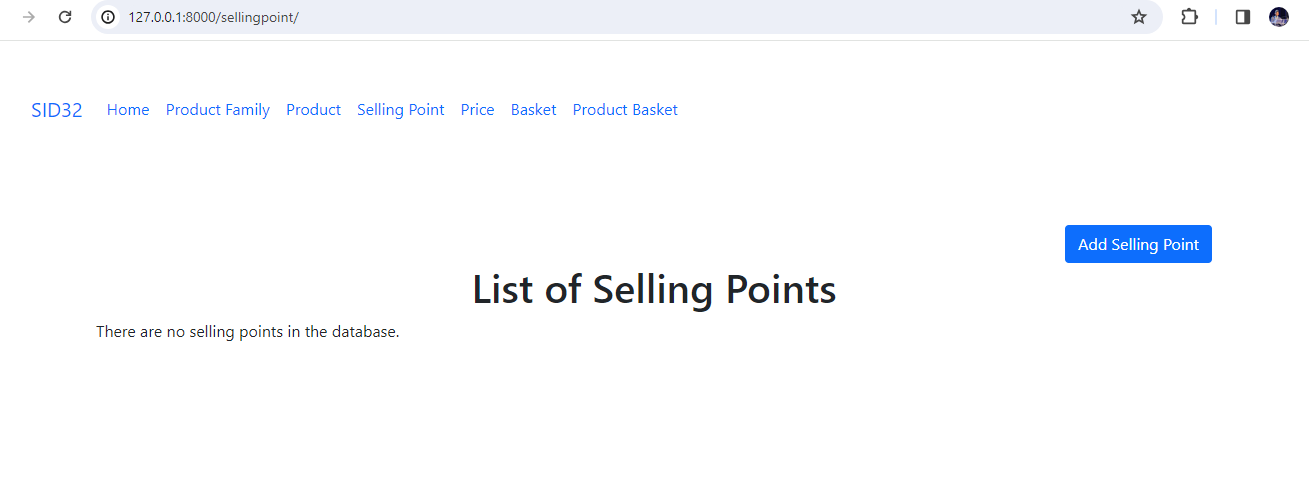 127.0.0.1:8000/sellingpoint/
SID32 Home Product Family Product Selling Point Price Basket Product Basket
Add Selling Point
List of Selling Points
There are no selling points in the database.